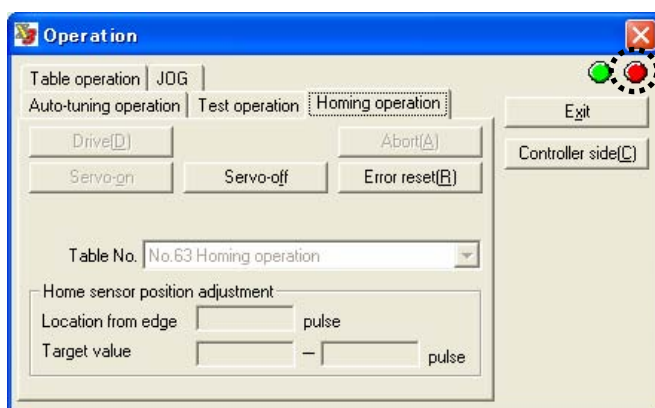 Operation
Table operation JOG
Auto-tuning operation Test operation Homing operation
Exit
Drive(D) Abort(A)
Controller side(C)
Servo-on Servo-off Error reset(R)
Table No. No.63 Homing operation
Home sensor position adjustment
Location from edge pulse
Target value — pulse